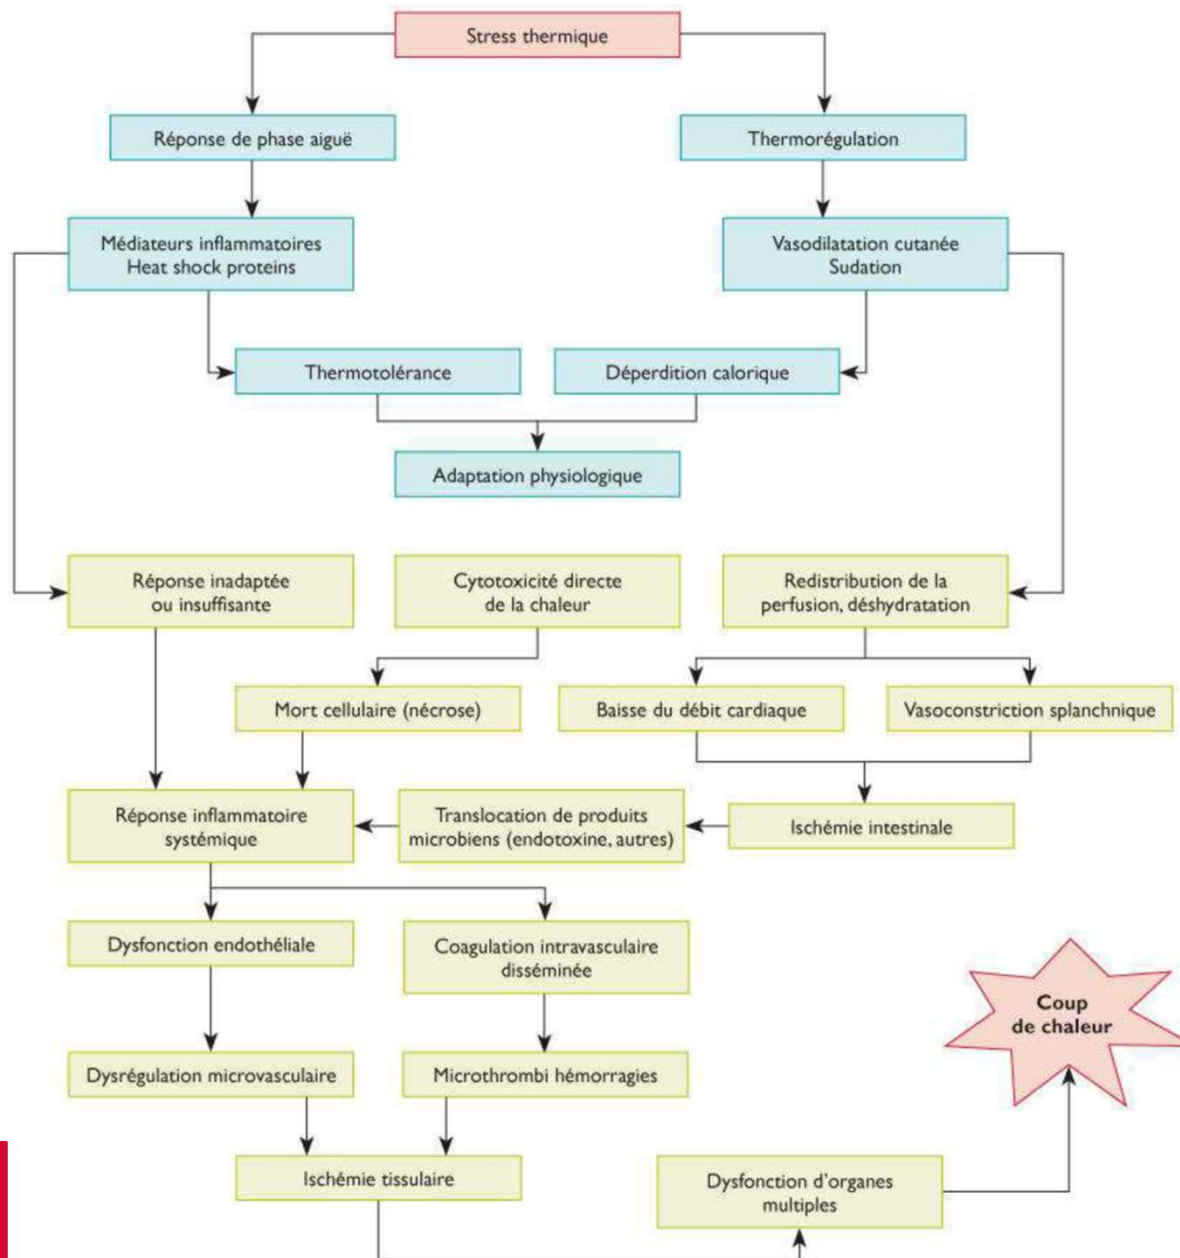 Stress thermique
Réponse de phase aiguë
Thermorégulation
Médiateurs inflammatoires
Heat shock proteins
Vasodilatation cutanée
Sudation
Thermotolérance
Déperdition calorique
Adaptation physiologique
Réponse inadaptée
ou insuffisante
Cytotoxicité directe
de la chaleur
Redistribution de la
perfusion, déshydratation
Mort cellulaire (nécrose)
Baisse du débit cardiaque
Vasoconstriction splanchnique
Réponse inflammatoire
systémique
Translocation de produits
microbiens (endotoxine, autres)
Ischémie intestinale
Dysfonction endothéliale
Coagulation intravasculaire
disséminée
Coup
de chaleur
Dysrégulation microvasculaire
Microthrombi hémorragies
Ischémie tissulaire
Dysfonction d'organes
multiples